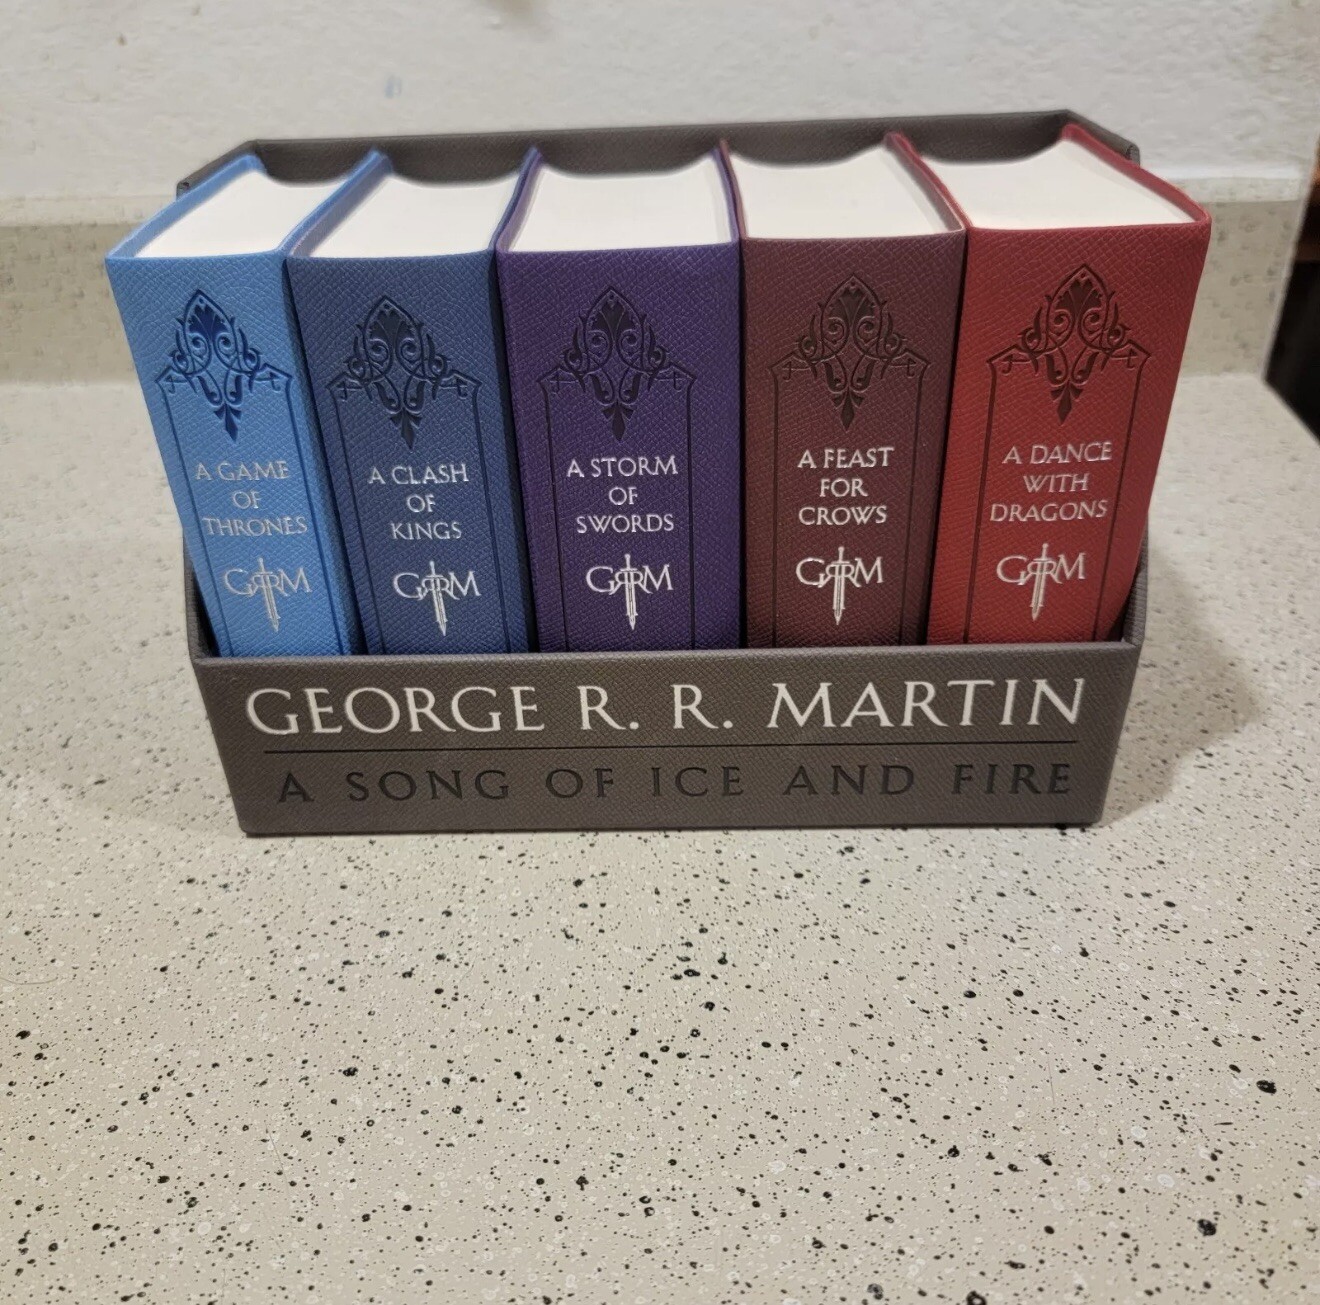 A GAME
OF
THRONES
GRRM
A CLASH
OF
KINGS
GRRM
A STORM
OF
SWORDS
GRRM
A FEAST
FOR
CROWS
GRRM
A DANCE
WITH
DRAGONS
GRRM
GEORGE R. R. MARTIN
A SONG OF ICE AND FIRE